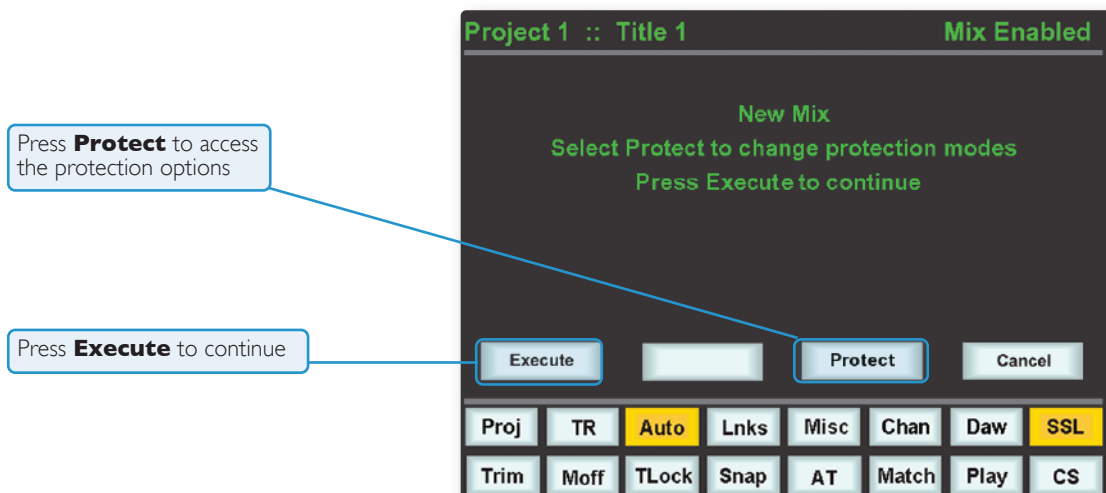 Project 1 :: Title 1 Mix Enabled
New Mix
Select Protect to change protection modes
Press Execute to continue
Press Protect to access
the protection options
Press Execute to continue
Execute Protect Cancel
Proj TR Auto Lnks Misc Chan Daw SSL
Trim Moff TLock Snap AT Match Play CS